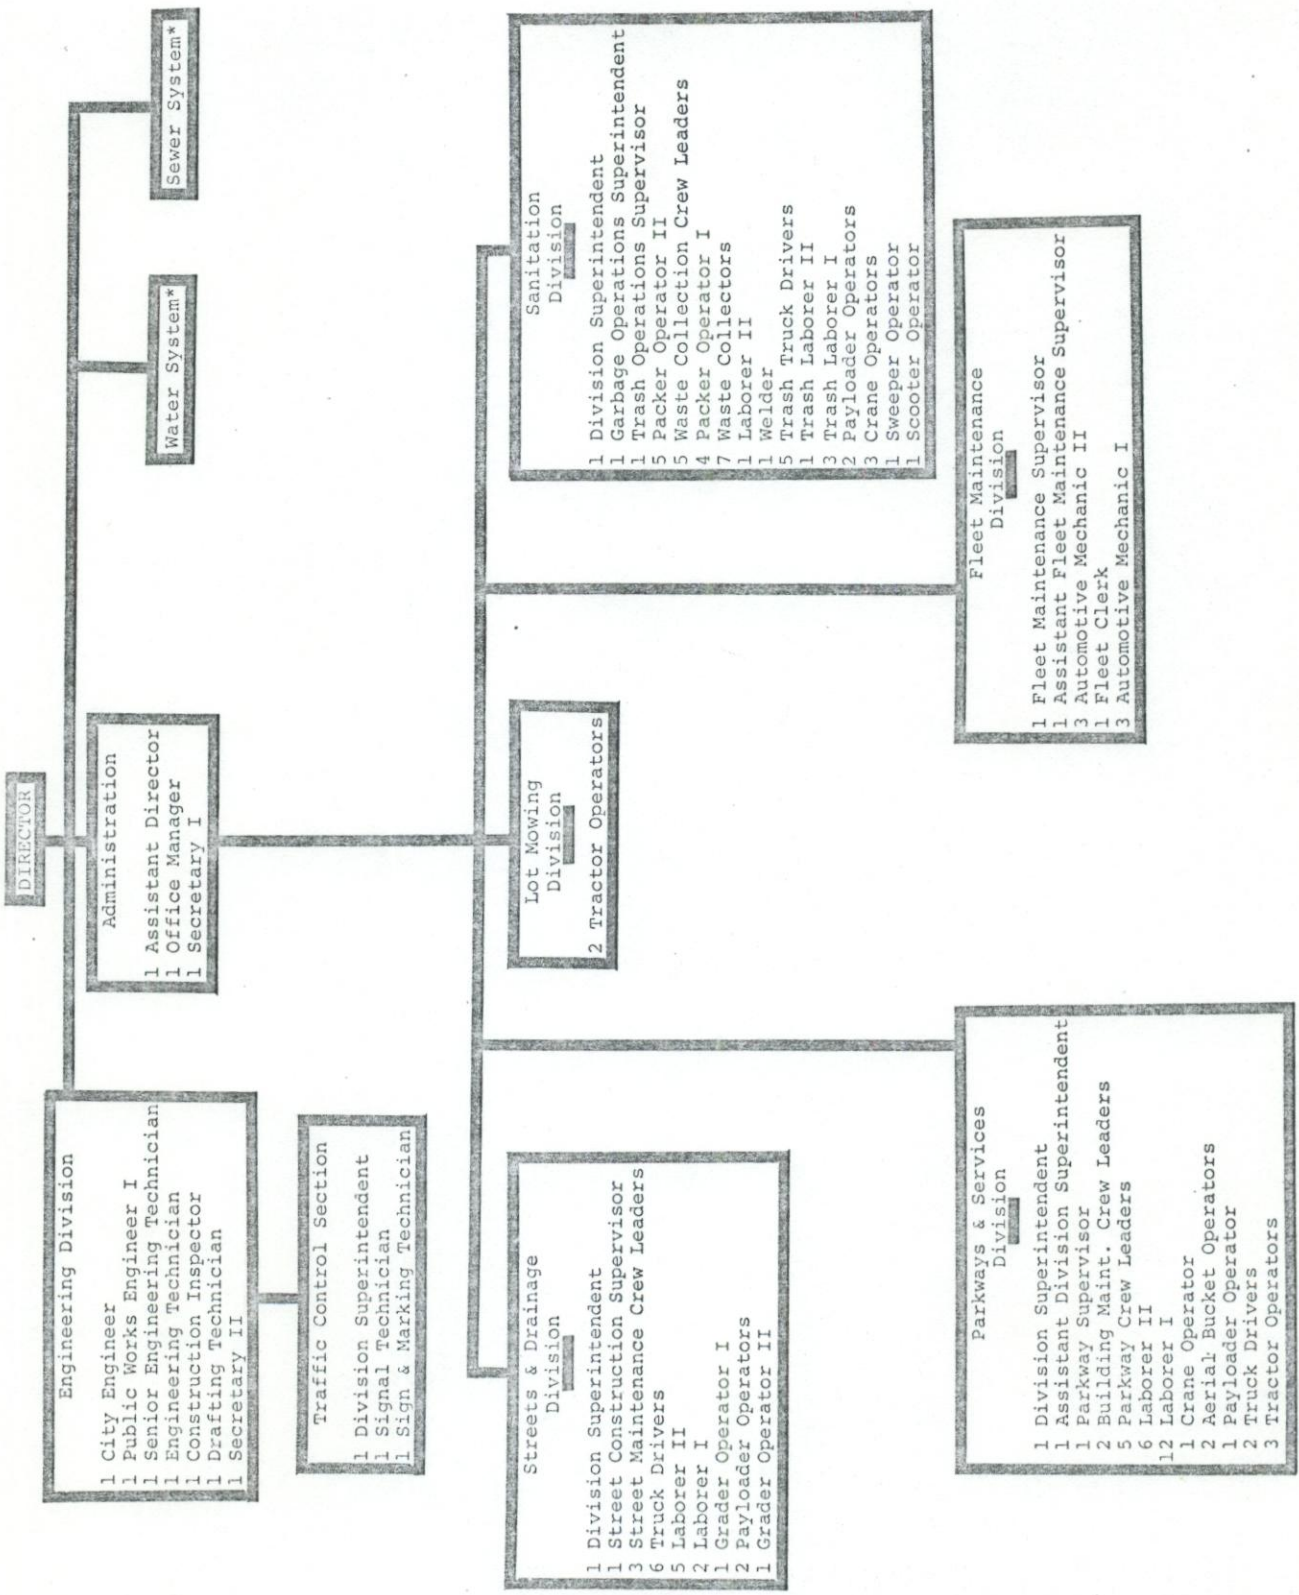 DIRECTOR
Engineering Division
1 City Engineer
1 Public Works Engineer I
1 Senior Engineering Technician
1 Engineering Technician
1 Construction Inspector
1 Drafting Technician
1 Secretary II
Traffic Control Section
1 Division Superintendent
1 Signal Technician
1 Sign & Marking Technician
Administration
1 Assistant Director
1 Office Manager
1 Secretary I
Water System*
Sewer System*
Streets & Drainage
Division
1 Division Superintendent
1 Street Construction Supervisor
3 Street Maintenance Crew Leaders
6 Truck Drivers
5 Laborer II
2 Laborer I
1 Grader Operator I
2 Payloader Operators
1 Grader Operator II
Lot Mowing
Division
2 Tractor Operators
Sanitation
Division
1 Division Superintendent
1 Garbage Operations Superintendent
1 Trash Operations Supervisor
5 Packer Operator II
5 Waste Collection Crew Leaders
4 Packer Operator I
7 Waste Collectors
1 Laborer II
1 Welder
5 Trash Truck Drivers
1 Trash Laborer II
3 Trash Laborer I
2 Payloader Operators
3 Crane Operators
1 Sweeper Operator
1 Scooter Operator
Parkways & Services
Division
1 Division Superintendent
1 Assistant Division Superintendent
1 Parkway Supervisor
2 Building Maint. Crew Leaders
5 Parkway Crew Leaders
6 Laborer II
12 Laborer I
1 Crane Operator
2 Aerial Bucket Operators
1 Payloader Operator
2 Truck Drivers
3 Tractor Operators
Fleet Maintenance
Division
1 Fleet Maintenance Supervisor
1 Assistant Fleet Maintenance Supervisor
3 Automotive Mechanic II
1 Fleet Clerk
3 Automotive Mechanic I